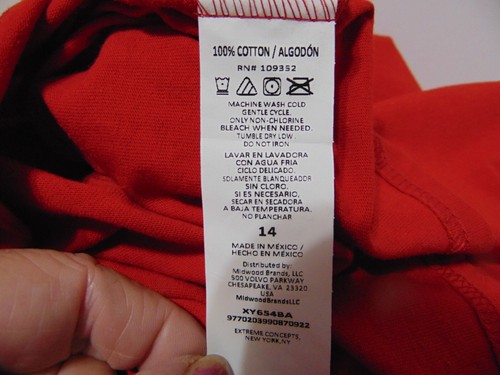 100% COTTON / ALGODÓN
RN# 109352
MACHINE WASH COLD
GENTLE CYCLE.
ONLY NON-CHLORINE
BLEACH WHEN NEEDED.
TUMBLE DRY LOW.
DO NOT IRON
LAVAR EN LAVADORA
CON AGUA FRIA
CICLO DELICADO.
SOLAMENTE BLANQUEADOR
SIN CLORO.
SI ES NECESARIO,
SECAR EN SECADORA
A BAJA TEMPERATURA.
NO PLANCHAR
14
MADE IN MÉXICO /
HECHO EN MÉXICO
Distributed by:
Midwood Brands, LLC
500 VOLVO PARKWAY
CHESAPEAKE, VA 23320
USA
MidwoodBrandsLLC
XY654BA
9770203990870922
EXTREME CONCEPTS,
NEW YORK, NY